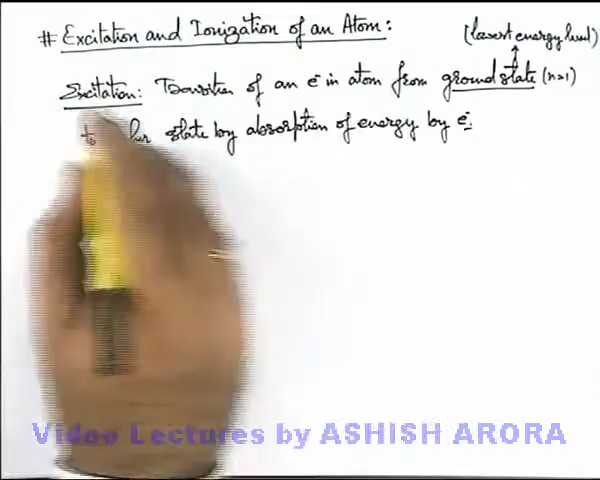 # Excitation and Ionization of an Atom:
(lowest energy level)
Excitation: Transition of an e⁻ in atom from ground state (n=1)
to state by absorption of energy by e⁻.
Video Lectures by ASHISH ARORA